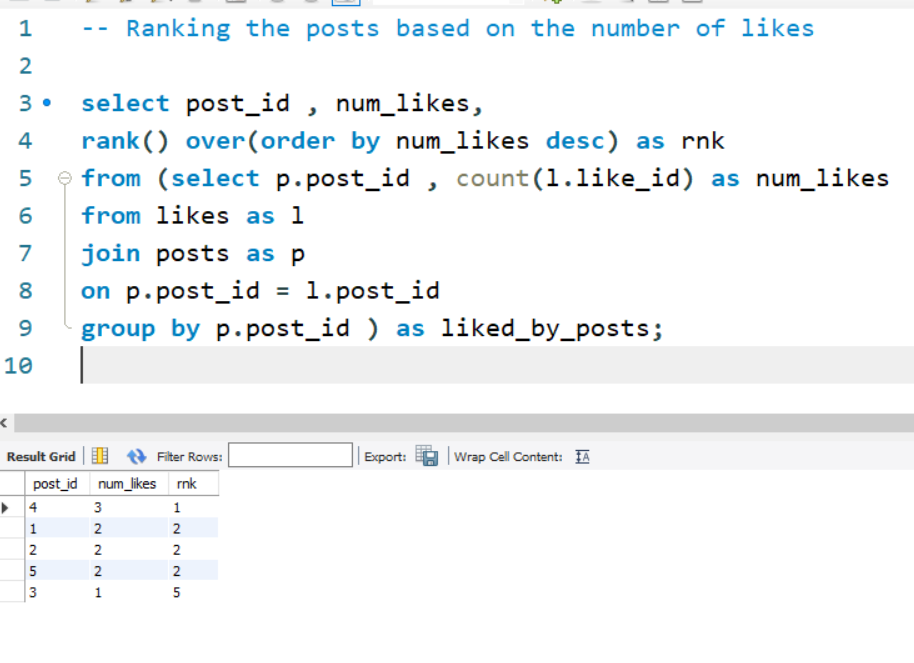 1 -- Ranking the posts based on the number of likes
2
3 select post_id , num_likes,
4 rank() over(order by num_likes desc) as rnk
5 from (select p.post_id , count(l.like_id) as num_likes
6 from likes as l
7 join posts as p
8 on p.post_id = l.post_id
9 group by p.post_id ) as liked_by_posts;
10
Result Grid Filter Rows: Export: Wrap Cell Content:
post_id num_likes rnk
4 3 1
1 2 2
2 2 2
5 2 2
3 1 5